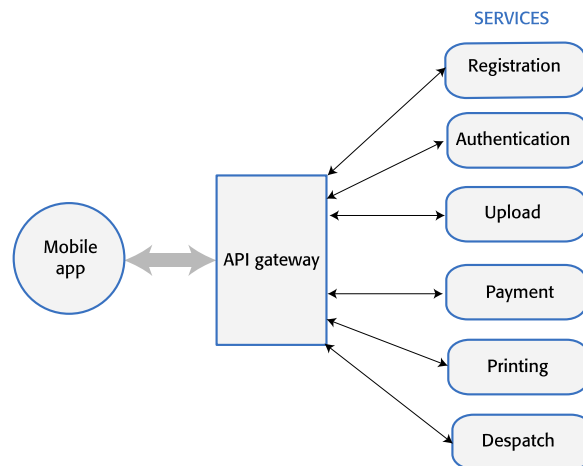 SERVICES
Registration
Authentication
Upload
Mobile
app
API gateway
Payment
Printing
Despatch